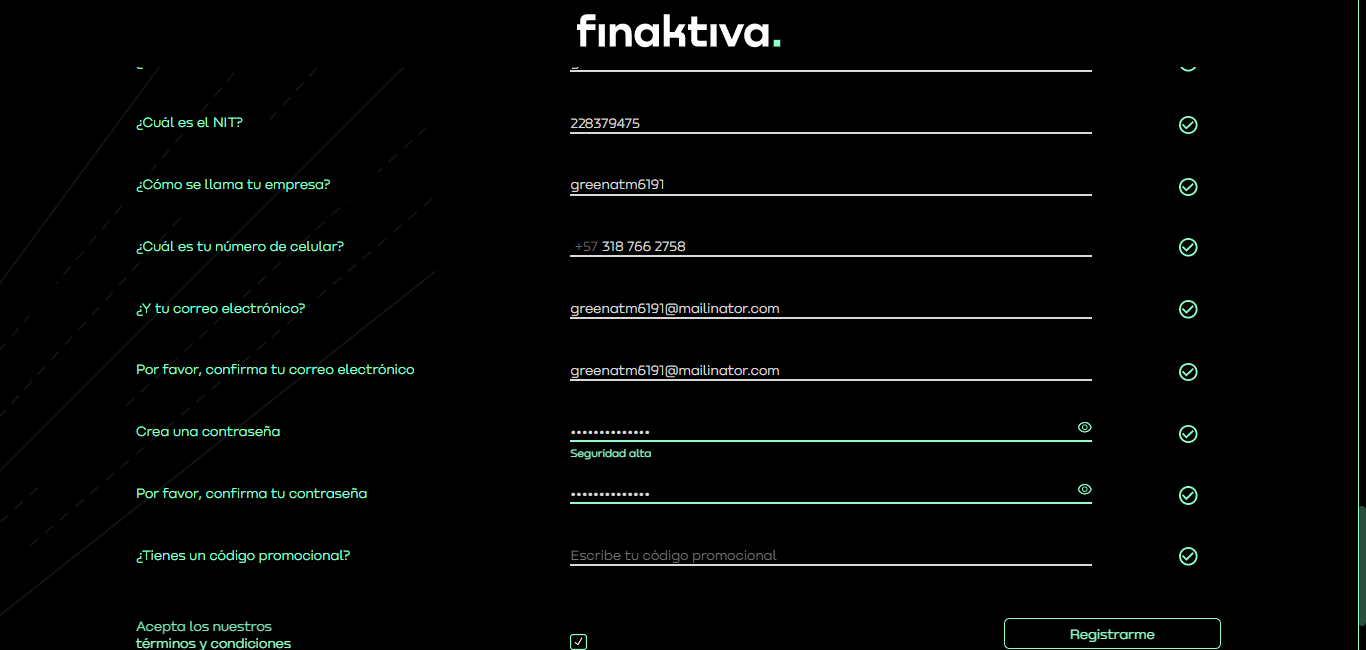 finaktiva.
¿Cuál es el NIT?
228379475
¿Cómo se llama tu empresa?
greenatm6191
¿Cuál es tu número de celular?
+57 318 766 2758
¿Y tu correo electrónico?
greenatm6191@mailinator.com
Por favor, confirma tu correo electrónico
greenatm6191@mailinator.com
Crea una contraseña
••••••••••••••
Seguridad alta
Por favor, confirma tu contraseña
••••••••••••••
¿Tienes un código promocional?
Escribe tu código promocional
Acepta los nuestros
términos y condiciones
Registrarme